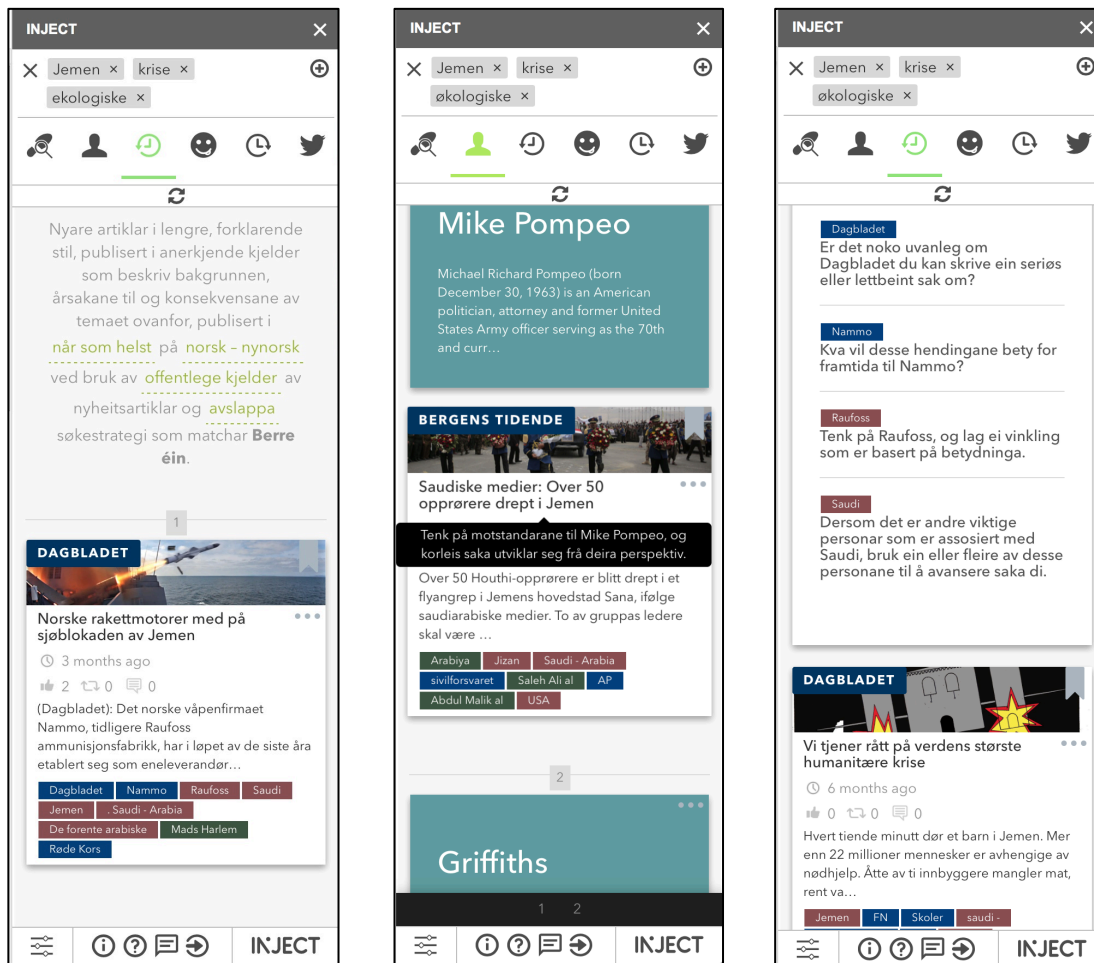 INJECT ×
× Jemen × krise ×
ekologiske ×
Nyare artiklar i lengre, forklarende
stil, publisert i anerkjende kjelder
som beskriv bakgrunnen,
årsakane til og konsekvensane av
temaet ovanfor, publisert i
når som helst på norsk – nynorsk
ved bruk av offentlege kjelder av
nyheitsartiklar og avslappa
søkestrategi som matchar Berre
éin.
1
DAGBLADET
Norske rakettmotorer med på
sjøblokaden av Jemen
3 months ago
2 0 0
(Dagbladet): Det norske våpenfirmaet
Nammo, tidligere Raufoss
ammunisjonsfabrikk, har i løpet av de siste åra
etablert seg som eneleverandør…
Dagbladet Nammo Raufoss Saudi
Jemen . Saudi - Arabia
De forente arabiske Mads Harlem
Røde Kors
INJECT
INJECT ×
× Jemen × krise ×
økologiske ×
Mike Pompeo
Michael Richard Pompeo (born
December 30, 1963) is an American
politician, attorney and former United
States Army officer serving as the 70th
and curr…
BERGENS TIDENDE
Saudiske medier: Over 50
opprørere drept i Jemen
Tenk på motstandarane til Mike Pompeo, og
korleis saka utviklar seg frå deira perspektiv.
Over 50 Houthi-opprørere er blitt drept i et
flyangrep i Jemens hovedstad Sana, ifølge
saudiarabiske medier. To av gruppas ledere
skal være …
Arabiya Jizan Saudi - Arabia
sivilforsvaret Saleh Ali al AP
Abdul Malik al USA
2
Griffiths
1 2
INJECT
INJECT ×
× Jemen × krise ×
økologiske ×
Dagbladet
Er det noko uvanleg om
Dagbladet du kan skrive ein seriøs
eller lettbeint sak om?
Nammo
Kva vil desse hendingane bety for
framtida til Nammo?
Raufoss
Tenk på Raufoss, og lag ei vinkling
som er basert på betydninga.
Saudi
Dersom det er andre viktige
personar som er assosiert med
Saudi, bruk ein eller fleire av desse
personane til å avansere saka di.
DAGBLADET
Vi tjener rått på verdens største
humanitære krise
6 months ago
0 0 0
Hvert tiende minutt dør et barn i Jemen. Mer
enn 22 millioner mennesker er avhengige av
nødhjelp. Åtte av ti innbyggere mangler mat,
rent va…
Jemen FN Skoler saudi -
INJECT